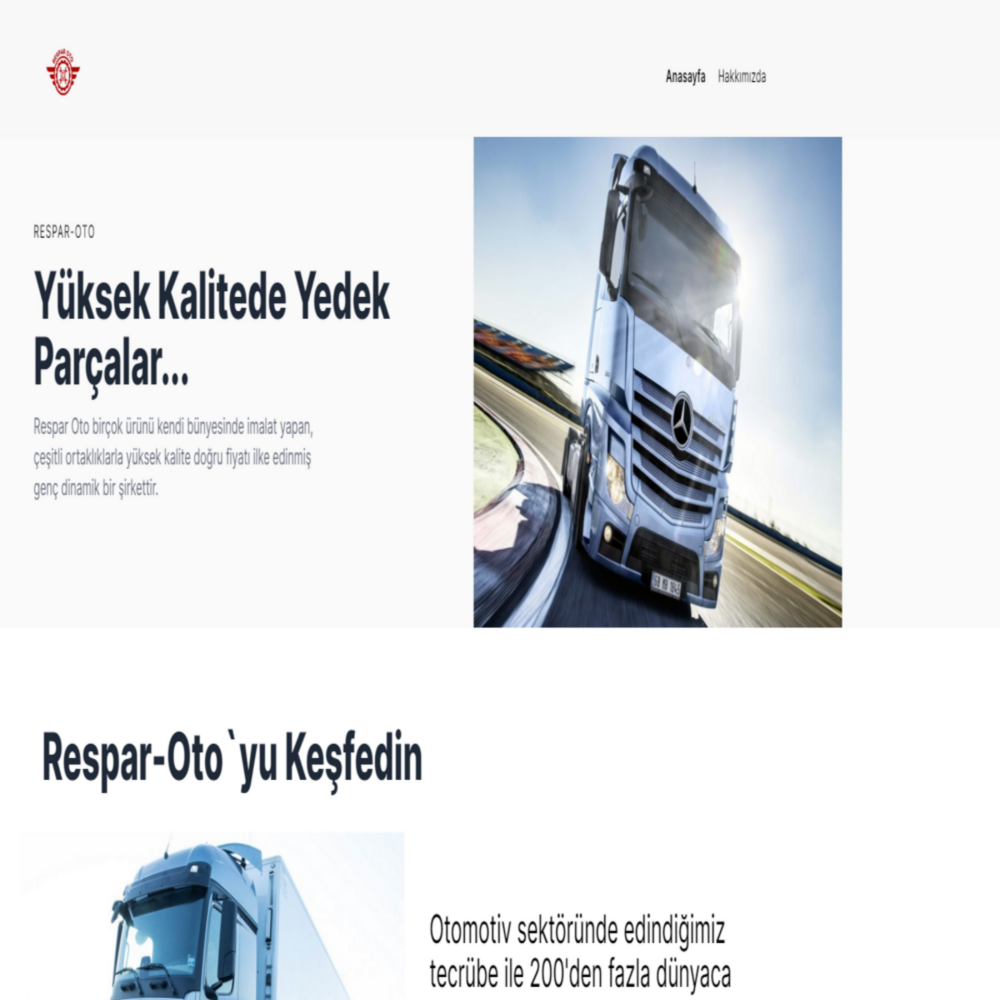 Anasayfa Hakkımızda
RESPAR-OTO
Yüksek Kalitede Yedek
Parçalar...
Respar Oto birçok ürünü kendi bünyesinde imalat yapan,
çeşitli ortaklıklarla yüksek kalite doğru fiyatı ilke edinmiş
genç dinamik bir şirkettir.
Respar-Oto`yu Keşfedin
Otomotiv sektöründe edindiğimiz
tecrübe ile 200'den fazla dünyaca